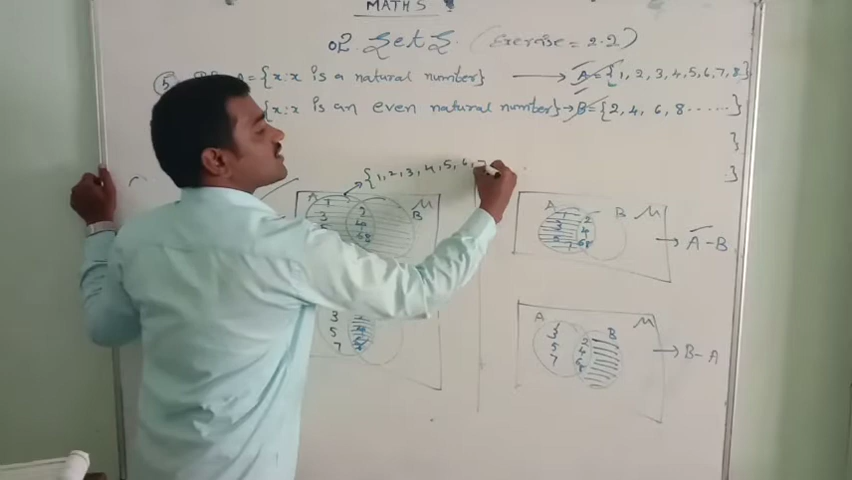 MATHS
02 Sets. (Exercise = 2.2)
5 A = {x:x is a natural number} → A = {1, 2, 3, 4, 5, 6, 7, 8}
{x:x is an even natural number} → B = {2, 4, 6, 8 ......}
}
}
{1, 2, 3, 4, 5, 6, 7
A B μ
1 3 2 4 6 8
A B μ
1 3 5 7 2 4 6 8
→ A-B
3 5 7
A B μ
3 5 7 2 4 6 8
→ B-A